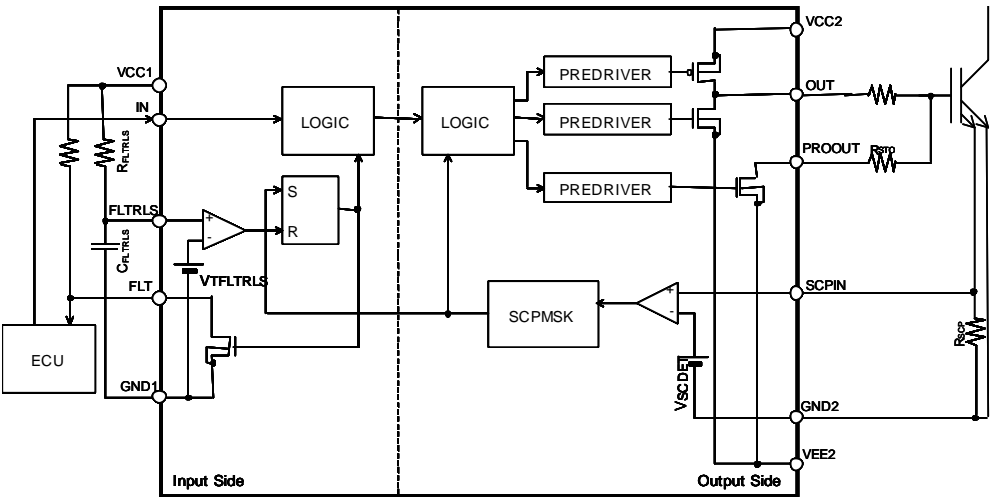 VCC2
VCC1
PREDRIVER
OUT
IN
LOGIC
LOGIC
PREDRIVER
RFLTRLS
PROOUT
RSTO
PREDRIVER
S
FLTRLS
+
R
-
CFLTRLS
VTFLTRLS
FLT
SCPIN
+
SCPMSK
-
RSCP
ECU
VSCDET
GND1
GND2
VEE2
Input Side
Output Side